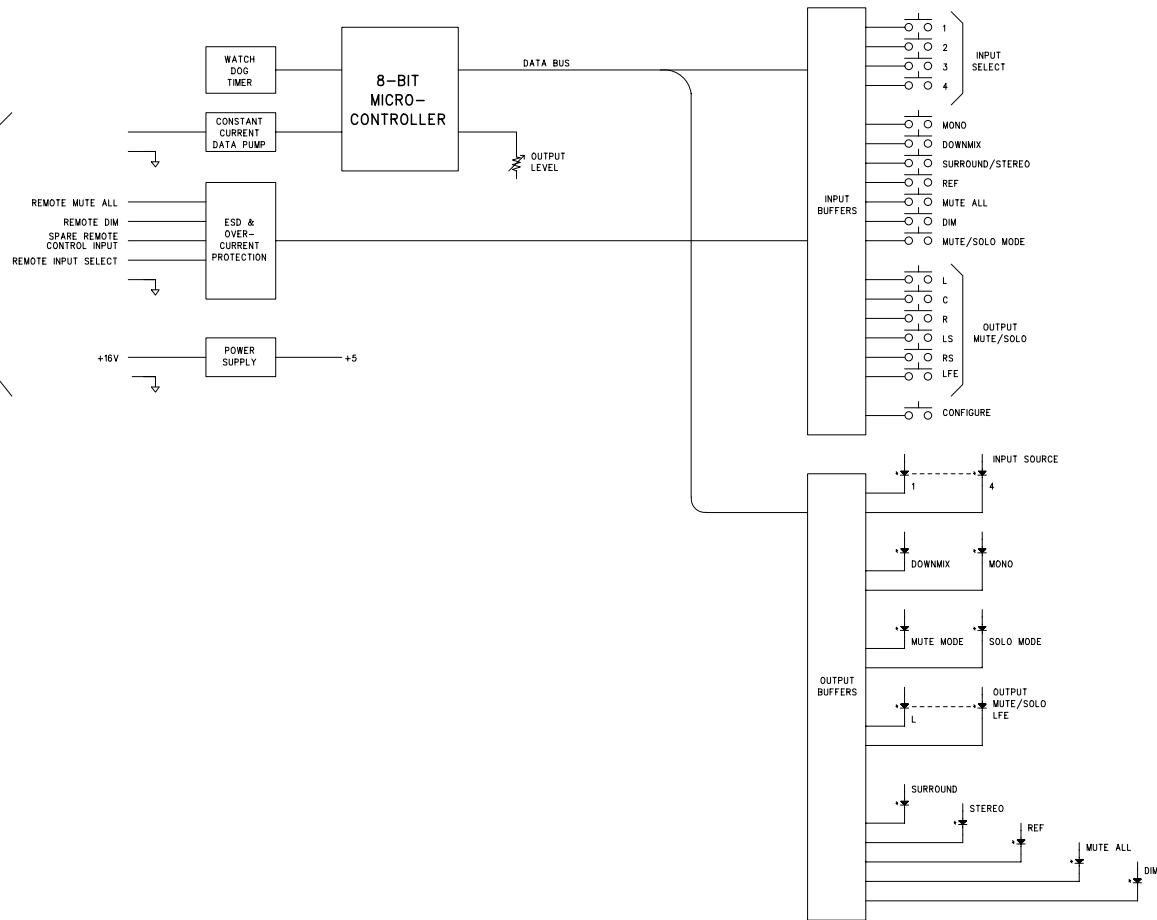 WATCH
DOG
TIMER
8-BIT
MICRO-
CONTROLLER
DATA BUS
CONSTANT
CURRENT
DATA PUMP
OUTPUT
LEVEL
REMOTE MUTE ALL
REMOTE DIM
SPARE REMOTE
CONTROL INPUT
REMOTE INPUT SELECT
ESD &
OVER-
CURRENT
PROTECTION
+16V
POWER
SUPPLY
+5
INPUT
BUFFERS
1
2
3
4
INPUT
SELECT
MONO
DOWNMIX
SURROUND/STEREO
REF
MUTE ALL
DIM
MUTE/SOLO MODE
L
C
R
LS
RS
LFE
OUTPUT
MUTE/SOLO
CONFIGURE
OUTPUT
BUFFERS
INPUT SOURCE
1
4
DOWNMIX
MONO
MUTE MODE
SOLO MODE
OUTPUT
MUTE/SOLO
LFE
L
SURROUND
STEREO
REF
MUTE ALL
DIM